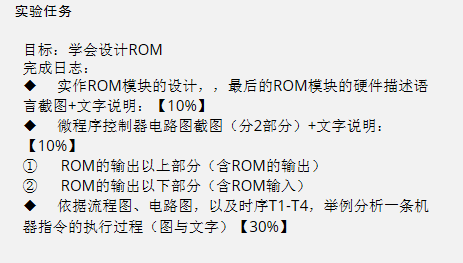 实验任务
目标：学会设计ROM
完成日志：
◆ 实作ROM模块的设计，，最后的ROM模块的硬件描述语
言截图+文字说明：【10%】
◆ 微程序控制器电路图截图（分2部分）+文字说明：
【10%】
① ROM的输出以上部分（含ROM的输出）
② ROM的输出以下部分（含ROM输入）
◆ 依据流程图、电路图，以及时序T1-T4，举例分析一条机
器指令的执行过程（图与文字）【30%】